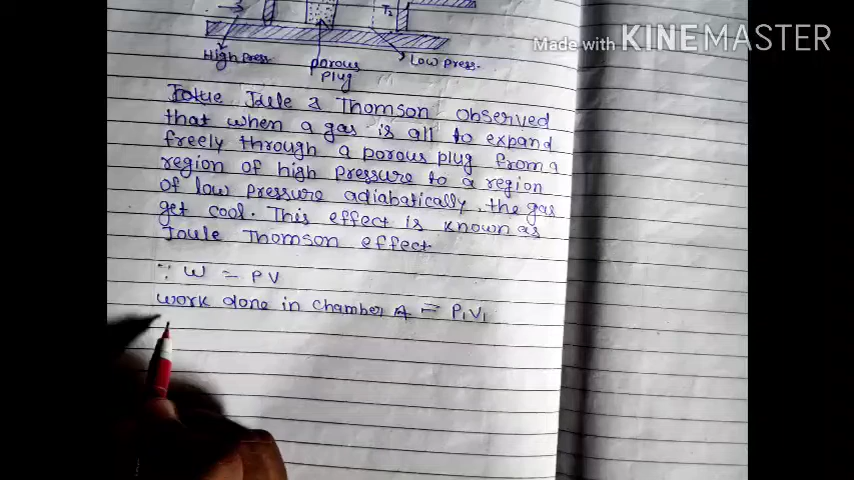 T₂
Made with KINEMASTER
High Press
Low Press.
porous
plug
Joule & Thomson observed
that when a gas is all to expand
freely through a porous plug from a
region of high pressure to a region
of low pressure adiabatically, the gas
get cool. This effect is known as
Joule Thomson effect
∵ W = PV
work done in chamber A = P₁V₁